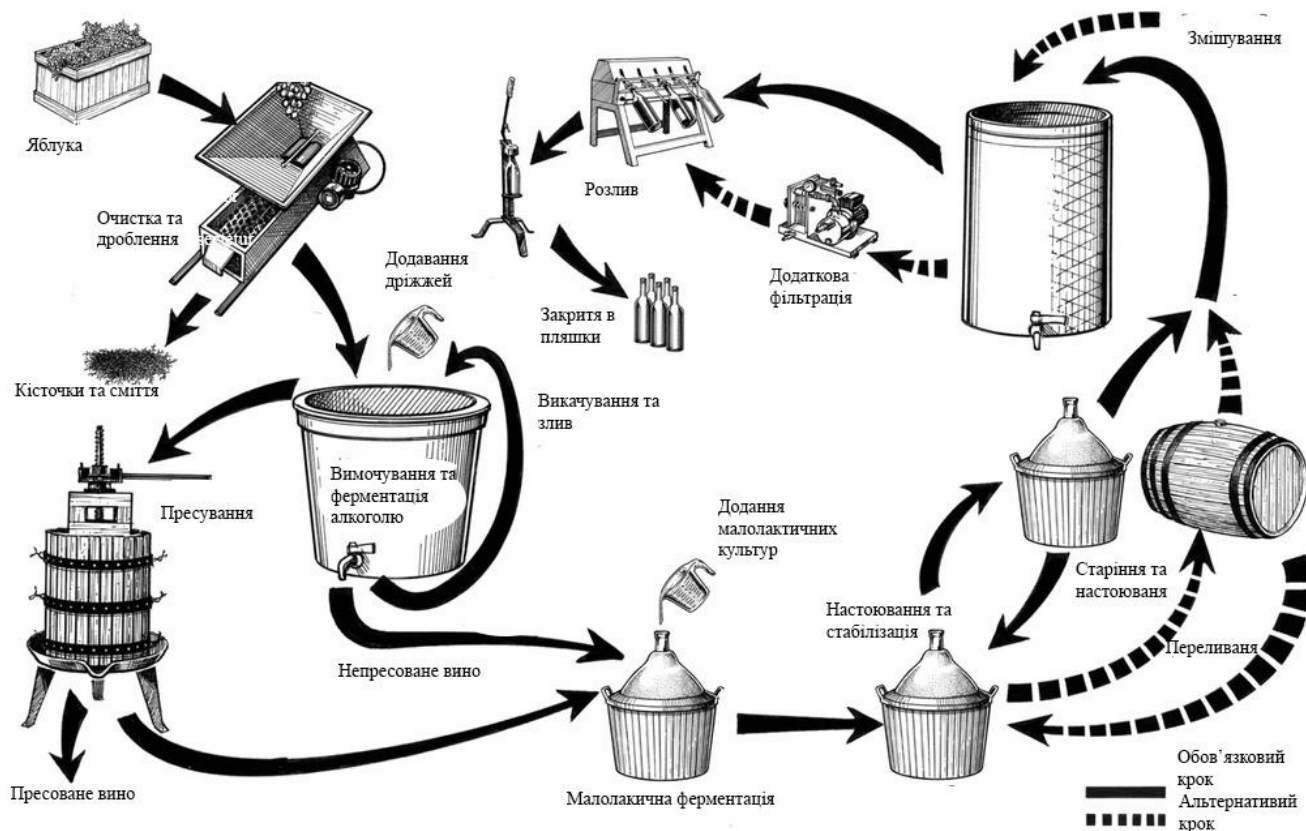 Змішування
Яблука
Розлив
Очистка та
дроблення
Додавання
дріжжей
Додаткова
фільтрація
Закриття в
пляшки
Кісточки та сміття
Викачування та
злив
Вимочування та
ферментація
алкоголю
Пресування
Додання
малолактичних
культур
Старіння та
настоюваня
Настоювання та
стабілізація
Переливаня
Непресоване вино
Пресоване вино
Малолакична ферментація
Обов’язковий
крок
Альтернативий
крок